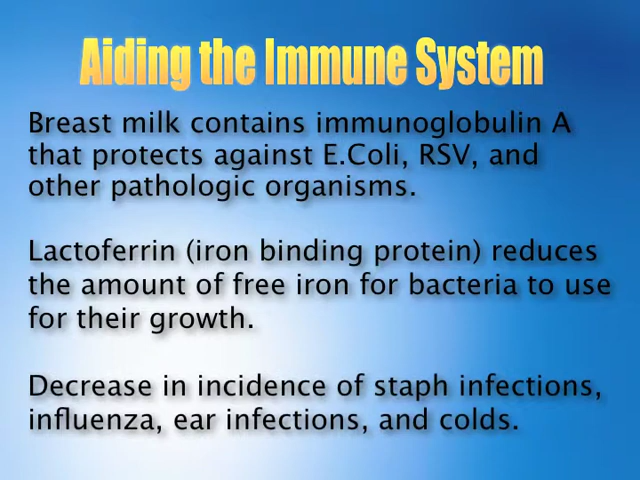 Aiding the Immune System
Breast milk contains immunoglobulin A
that protects against E.Coli, RSV, and
other pathologic organisms.
Lactoferrin (iron binding protein) reduces
the amount of free iron for bacteria to use
for their growth.
Decrease in incidence of staph infections,
influenza, ear infections, and colds.